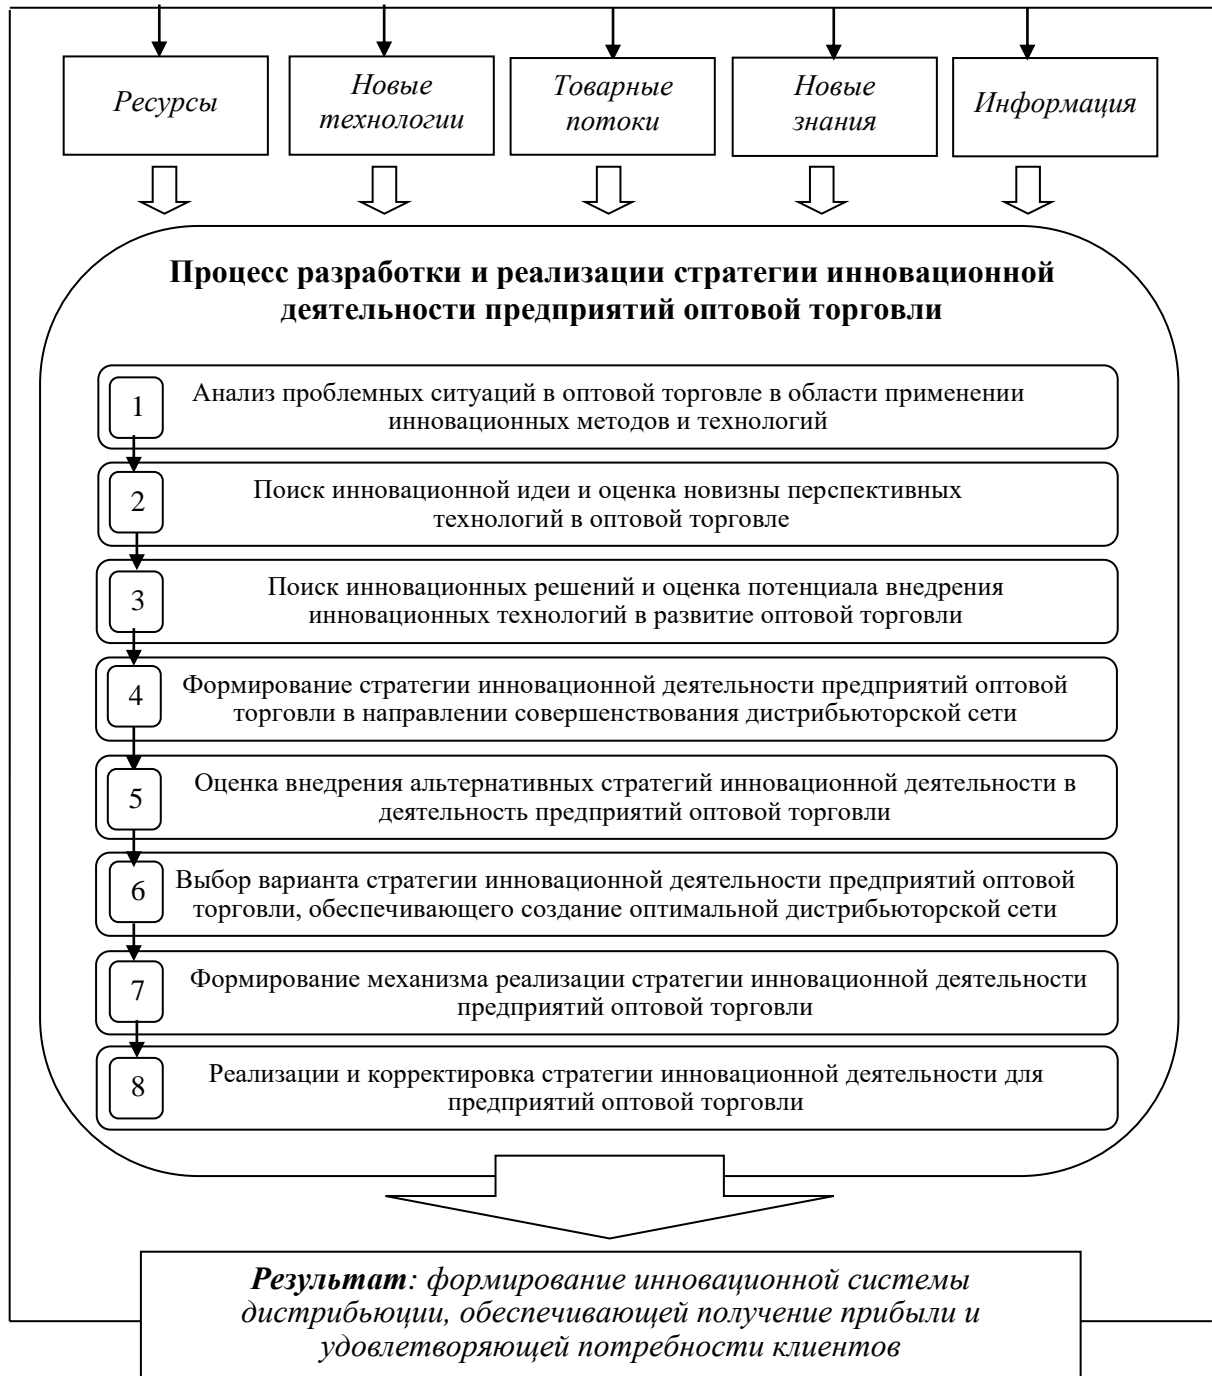 Ресурсы
Новые
технологии
Товарные
потоки
Новые
знания
Информация
Процесс разработки и реализации стратегии инновационной
деятельности предприятий оптовой торговли
1
Анализ проблемных ситуаций в оптовой торговле в области применении
инновационных методов и технологий
2
Поиск инновационной идеи и оценка новизны перспективных
технологий в оптовой торговле
3
Поиск инновационных решений и оценка потенциала внедрения
инновационных технологий в развитие оптовой торговли
4
Формирование стратегии инновационной деятельности предприятий оптовой
торговли в направлении совершенствования дистрибьюторской сети
5
Оценка внедрения альтернативных стратегий инновационной деятельности в
деятельность предприятий оптовой торговли
6
Выбор варианта стратегии инновационной деятельности предприятий оптовой
торговли, обеспечивающего создание оптимальной дистрибьюторской сети
7
Формирование механизма реализации стратегии инновационной деятельности
предприятий оптовой торговли
8
Реализации и корректировка стратегии инновационной деятельности для
предприятий оптовой торговли
Результат: формирование инновационной системы
дистрибьюции, обеспечивающей получение прибыли и
удовлетворяющей потребности клиентов